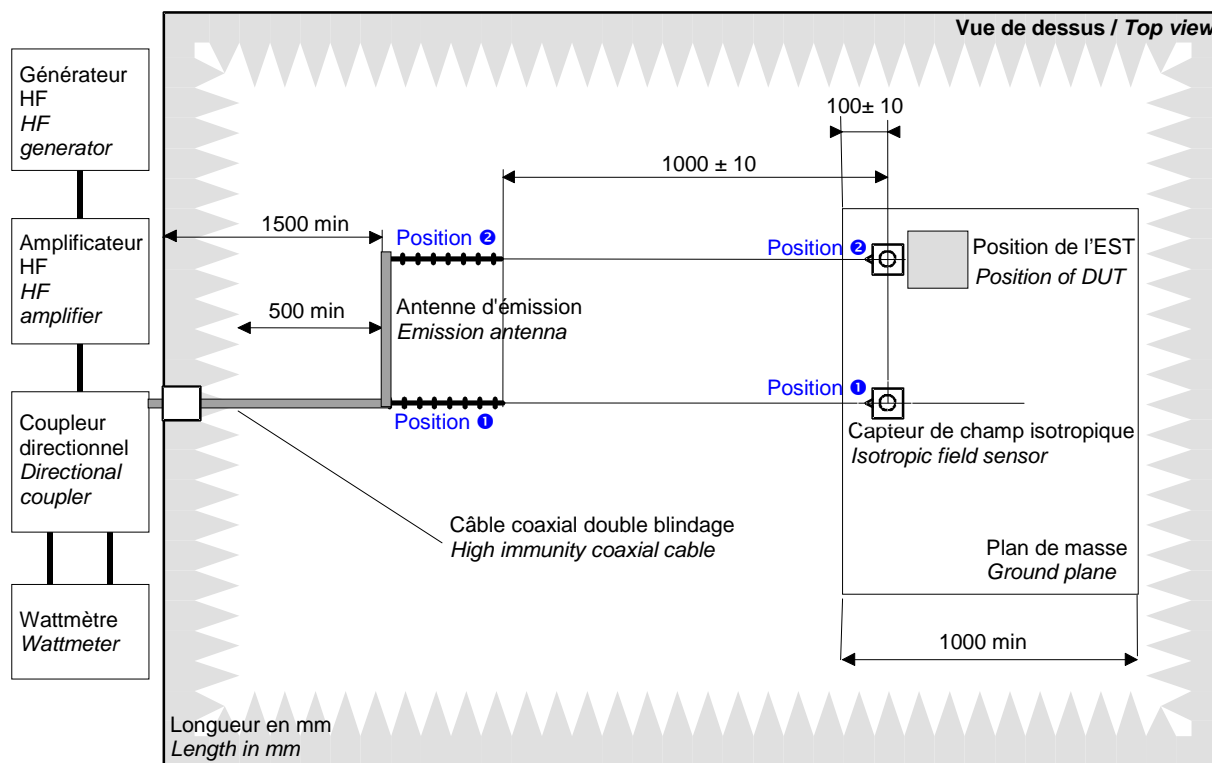 Vue de dessus / Top view
Générateur
HF
HF
generator
Amplificateur
HF
HF
amplifier
Coupleur
directionnel
Directional
coupler
Wattmètre
Wattmeter
100± 10
1000 ± 10
1500 min
Position ❷
Position ❷
Position de l'EST
Position of DUT
500 min
Antenne d'émission
Emission antenna
Position ❶
Position ❶
Capteur de champ isotropique
Isotropic field sensor
Câble coaxial double blindage
High immunity coaxial cable
Plan de masse
Ground plane
1000 min
Longueur en mm
Length in mm